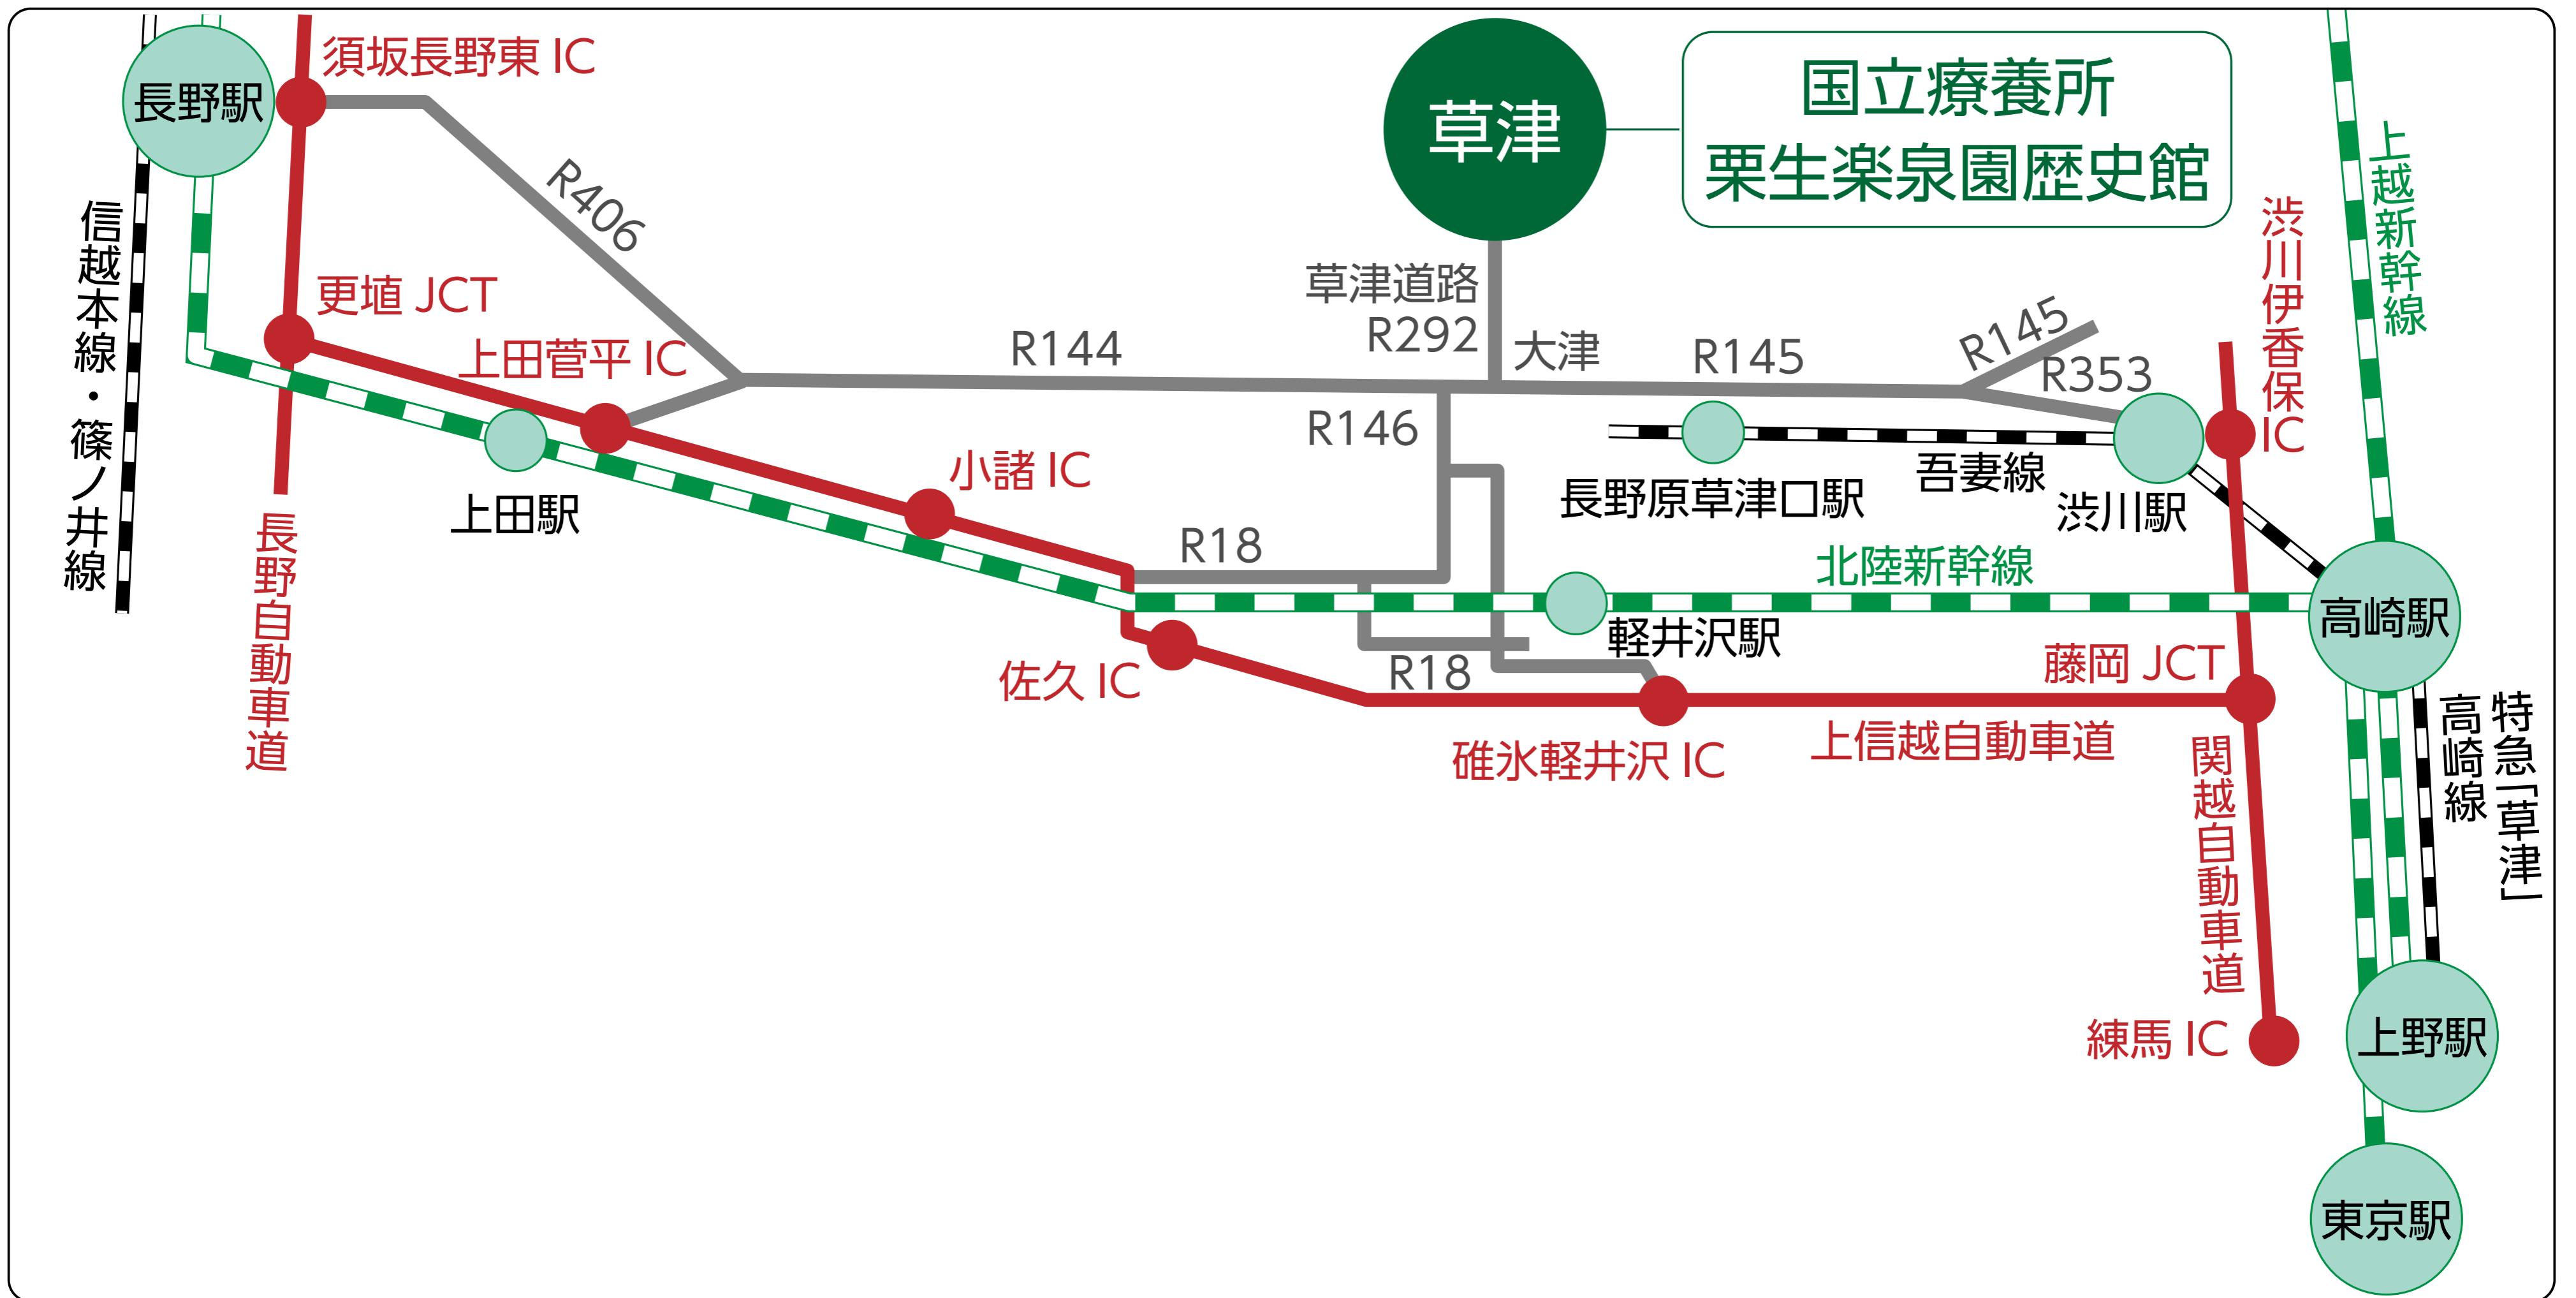 長野駅
須坂長野東 IC
信越本線・篠ノ井線
R406
更埴 JCT
上田菅平 IC
上田駅
長野自動車道
小諸 IC
R144
草津
国立療養所
栗生楽泉園歴史館
草津道路
R292
大津
R145
R145
R353
R146
長野原草津口駅
吾妻線
渋川駅
渋川伊香保
IC
上越新幹線
R18
北陸新幹線
軽井沢駅
高崎駅
佐久 IC
R18
碓氷軽井沢 IC
藤岡 JCT
上信越自動車道
関越自動車道
特急「草津」
高崎線
練馬 IC
上野駅
東京駅